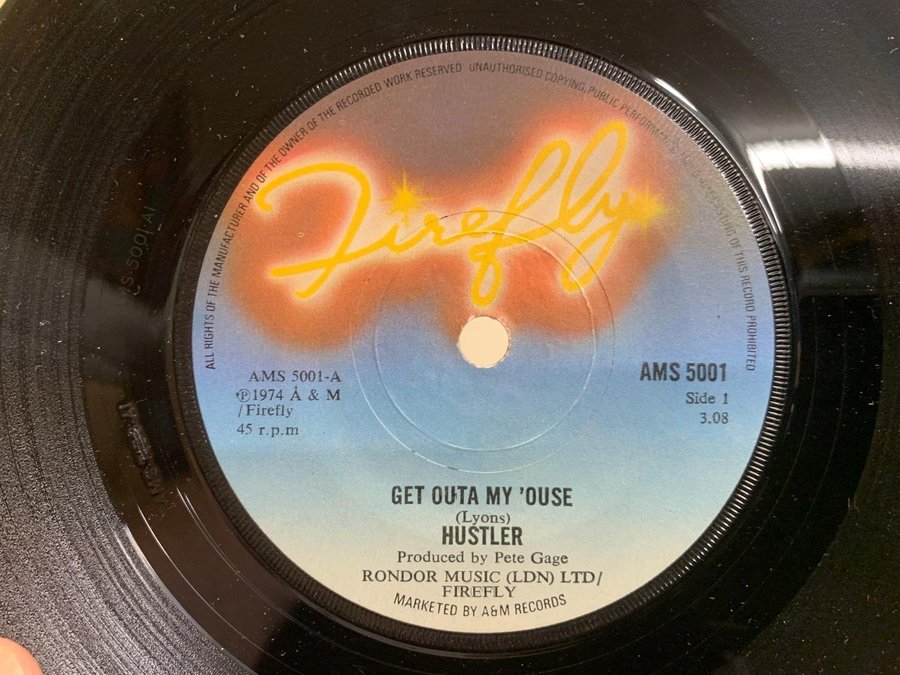 ALL RIGHTS OF THE MANUFACTURER AND OF THE OWNER OF THE RECORDED WORK RESERVED UNAUTHORISED COPYING, PUBLIC PERFORMANCE OF THIS RECORD PROHIBITED
Firefly
AMS 5001-A
Ⓟ1974 A & M
/Firefly
45 r.p.m
AMS 5001
Side 1
3.08
GET OUTA MY 'OUSE
(Lyons)
HUSTLER
Produced by Pete Gage
RONDOR MUSIC (LDN) LTD/
FIREFLY
MARKETED BY A&M RECORDS